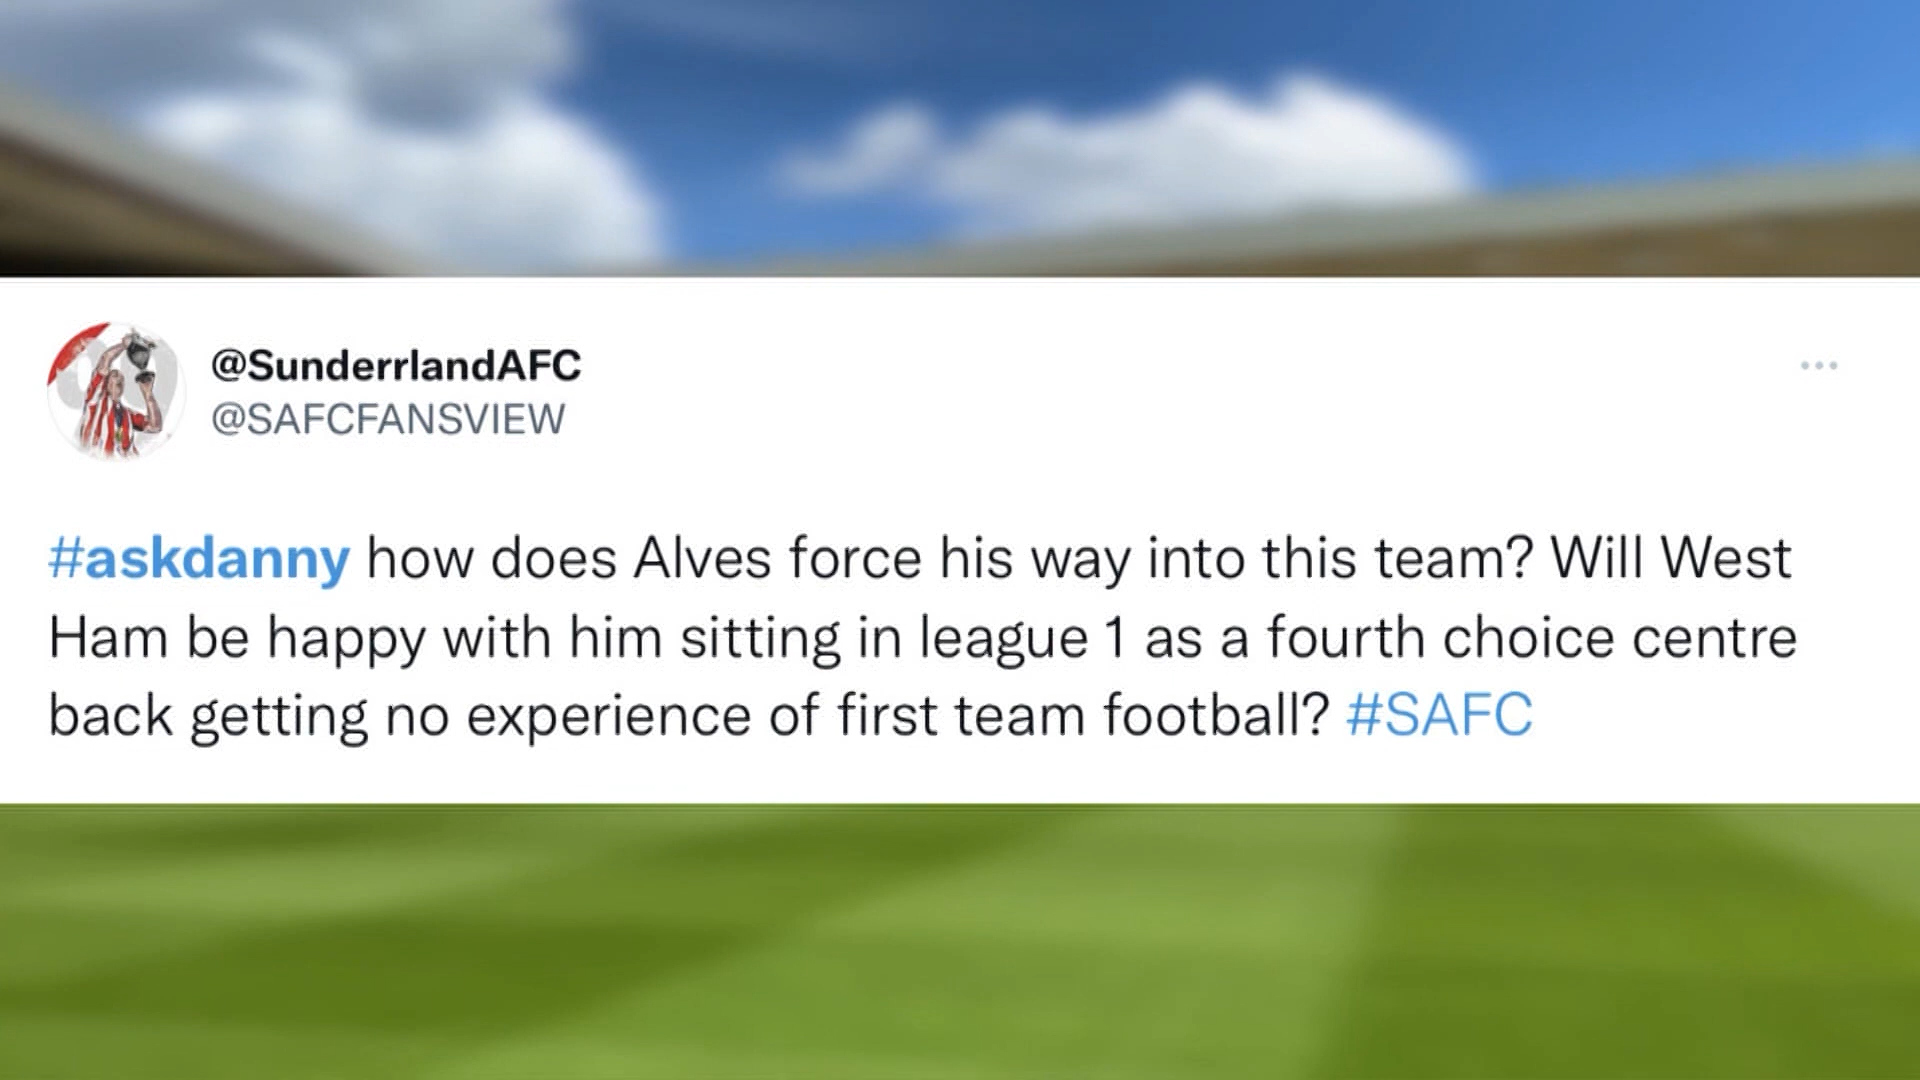 @SunderrlandAFC
@SAFCFANSVIEW
#askdanny how does Alves force his way into this team? Will West
Ham be happy with him sitting in league 1 as a fourth choice centre
back getting no experience of first team football? #SAFC